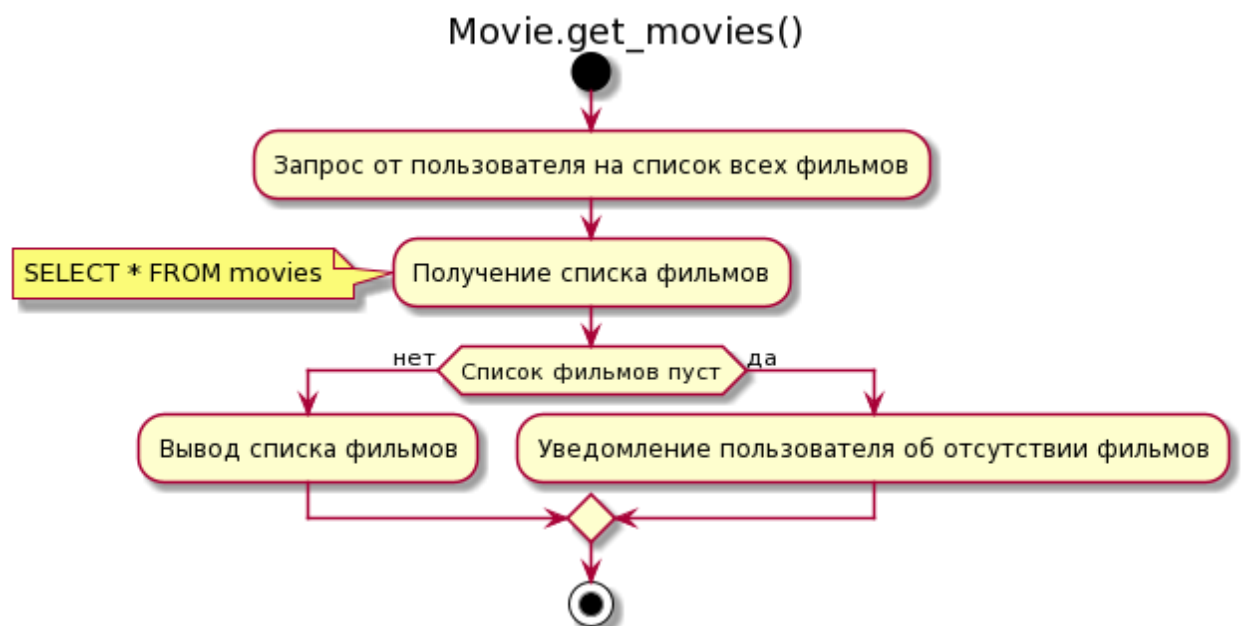 Movie.get_movies()
Запрос от пользователя на список всех фильмов
SELECT * FROM movies
Получение списка фильмов
нет
Список фильмов пуст
да
Вывод списка фильмов
Уведомление пользователя об отсутствии фильмов